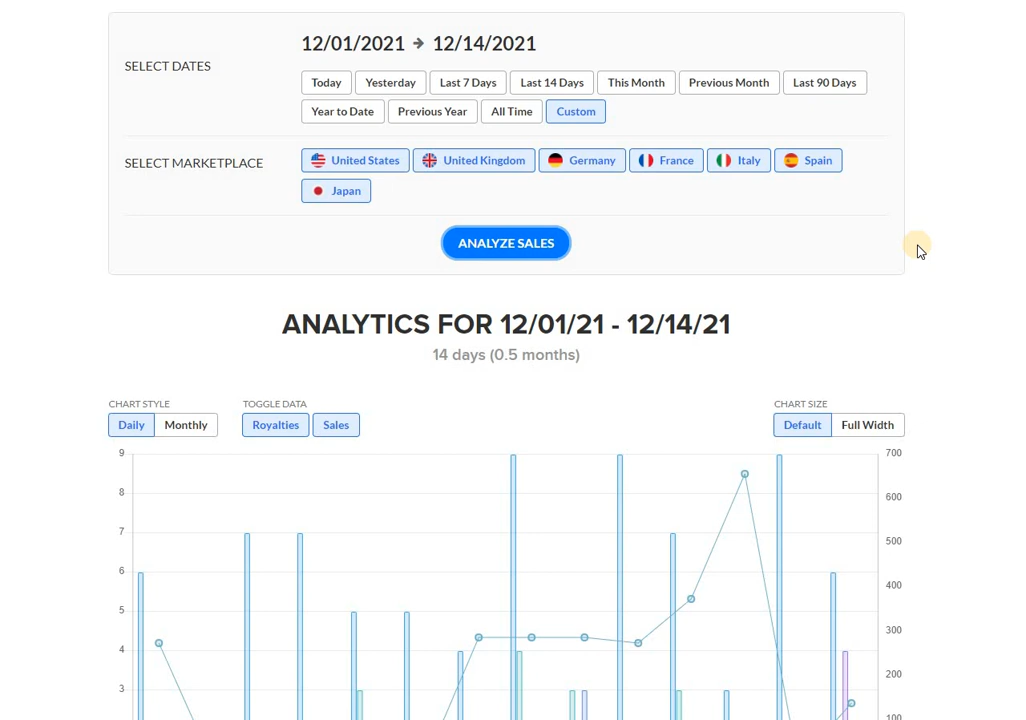 12/01/2021 → 12/14/2021
SELECT DATES
Today Yesterday Last 7 Days Last 14 Days This Month Previous Month Last 90 Days
Year to Date Previous Year All Time Custom
SELECT MARKETPLACE
United States United Kingdom Germany France Italy Spain
Japan
ANALYZE SALES
ANALYTICS FOR 12/01/21 - 12/14/21
14 days (0.5 months)
CHART STYLE TOGGLE DATA CHART SIZE
Daily Monthly Royalties Sales Default Full Width
9 700
8 600
7 500
6 400
5 300
4 200
3 100